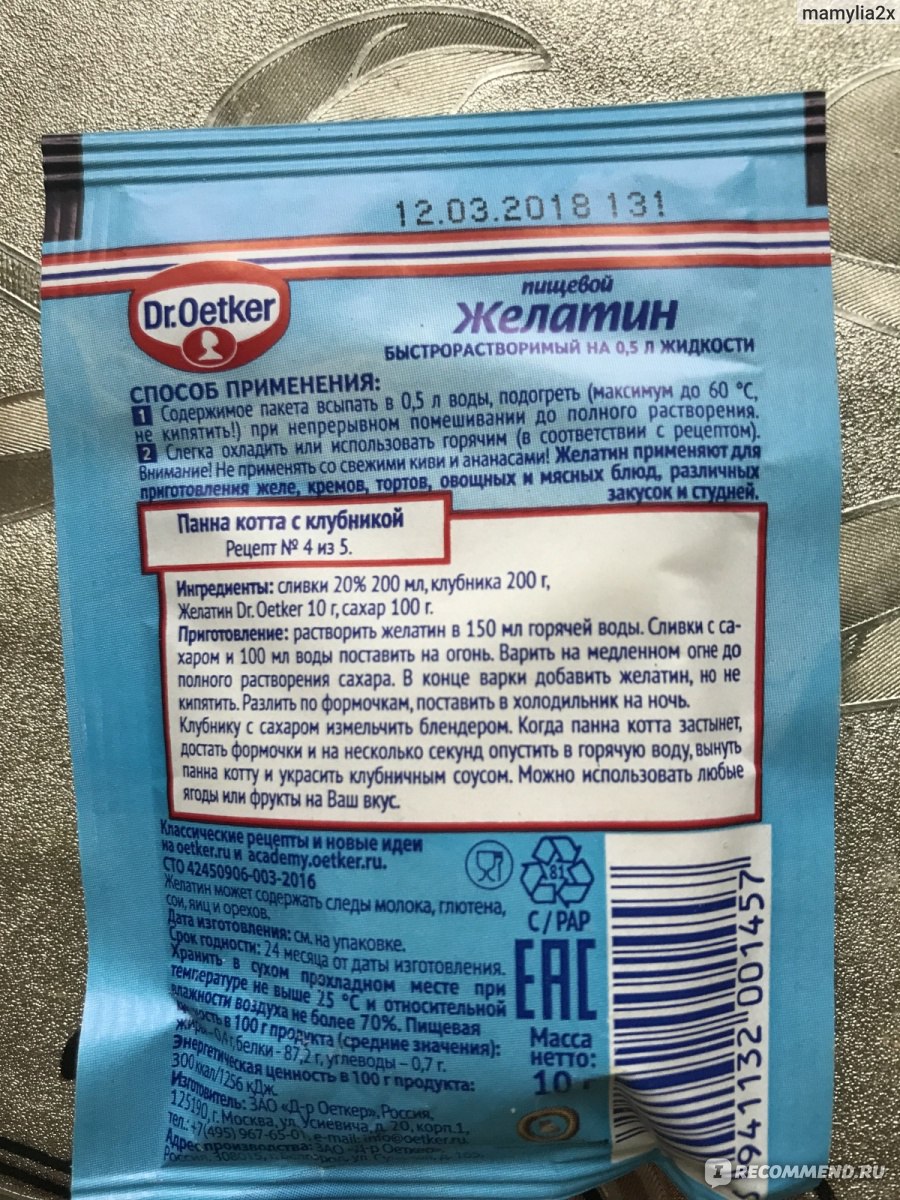 mamylia2x
12.03.2018 13!
Dr.Oetker
пищевой
Желатин
БЫСТРОРАСТВОРИМЫЙ НА 0,5 Л ЖИДКОСТИ
СПОСОБ ПРИМЕНЕНИЯ:
1 Содержимое пакета всыпать в 0,5 л воды, подогреть (максимум до 60 °С,
не кипятить!) при непрерывном помешивании до полного растворения.
2 Слегка охладить или использовать горячим (в соответствии с рецептом).
Внимание! Не применять со свежими киви и ананасами! Желатин применяют для
приготовления желе, кремов, тортов, овощных и мясных блюд, различных
закусок и студней.
Панна котта с клубникой
Рецепт № 4 из 5.
Ингредиенты: сливки 20% 200 мл, клубника 200 г,
Желатин Dr. Oetker 10 г, сахар 100 г.
Приготовление: растворить желатин в 150 мл горячей воды. Сливки с са-
харом и 100 мл воды поставить на огонь. Варить на медленном огне до
полного растворения сахара. В конце варки добавить желатин, но не
кипятить. Разлить по формочкам, поставить в холодильник на ночь.
Клубнику с сахаром измельчить блендером. Когда панна котта застынет,
достать формочки и на несколько секунд опустить в горячую воду, вынуть
панна котту и украсить клубничным соусом. Можно использовать любые
ягоды или фрукты на Ваш вкус.
Классические рецепты и новые идеи
на oetker.ru и academy.oetker.ru.
СТО 42450906-003-2016
Желатин может содержать следы молока, глютена,
сои, яиц и орехов.
Дата изготовления: см. на упаковке.
Срок годности: 24 месяца от даты изготовления.
Хранить в сухом прохладном месте при
температуре не выше 25 °С и относительной
влажности воздуха не более 70%. Пищевая
в 100 г продукта (средние значения):
белки - 87,2 г, углеводы – 0,7 г.
Энергетическая ценность в 100 г продукта:
300 ккал/1256 кДж.
Изготовитель: ЗАО «Д-р Оеткер», Россия,
125190, г. Москва, ул. Усиевича, д. 20, корп.1,
тел.: +7(495) 967-65-01, e-mail: info@oetker.ru
Адрес производства: ЗАО «Д-р Оеткер»,
Россия,
81
C/PAP
EAC
Масса
нетто:
10
94132 001457
RECOMMEND.RU